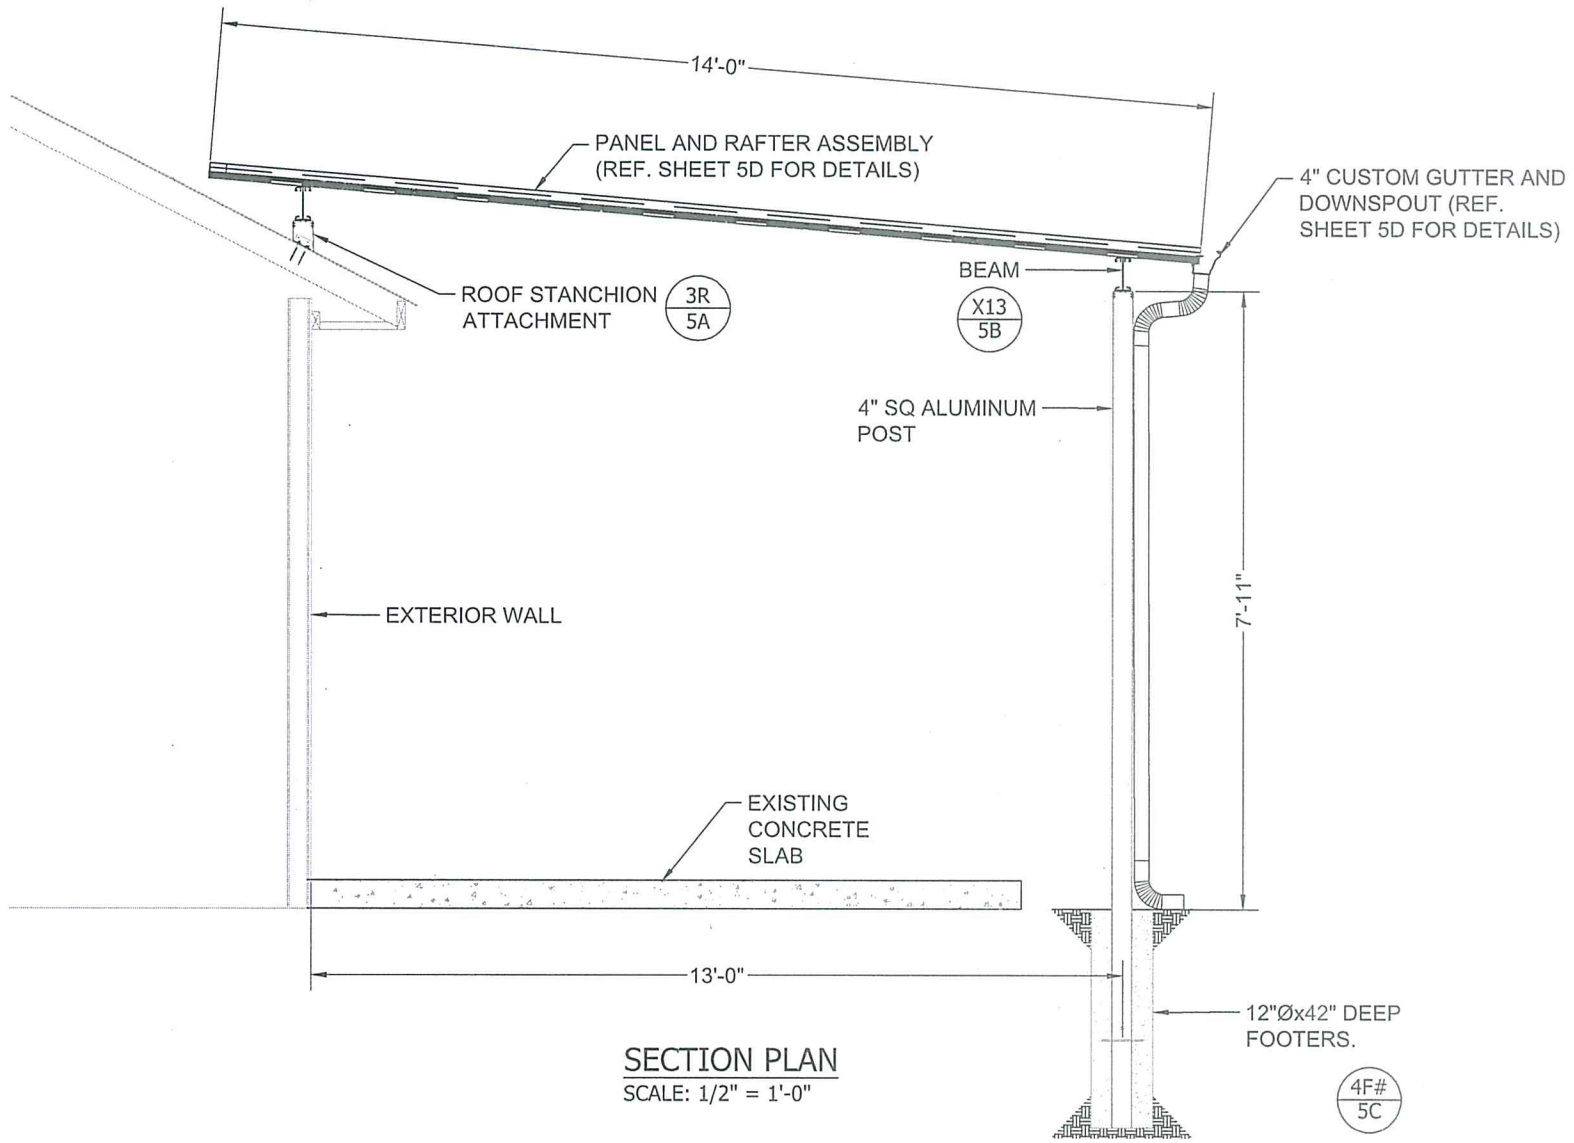 14'-0"
PANEL AND RAFTER ASSEMBLY
(REF. SHEET 5D FOR DETAILS)
4" CUSTOM GUTTER AND
DOWNSPOUT (REF.
SHEET 5D FOR DETAILS)
ROOF STANCHION
ATTACHMENT
3R
5A
BEAM
X13
5B
4" SQ ALUMINUM
POST
7'-11"
EXTERIOR WALL
EXISTING
CONCRETE
SLAB
13'-0"
12"Øx42" DEEP
FOOTERS.
4F#
5C
SECTION PLAN
SCALE: 1/2" = 1'-0"